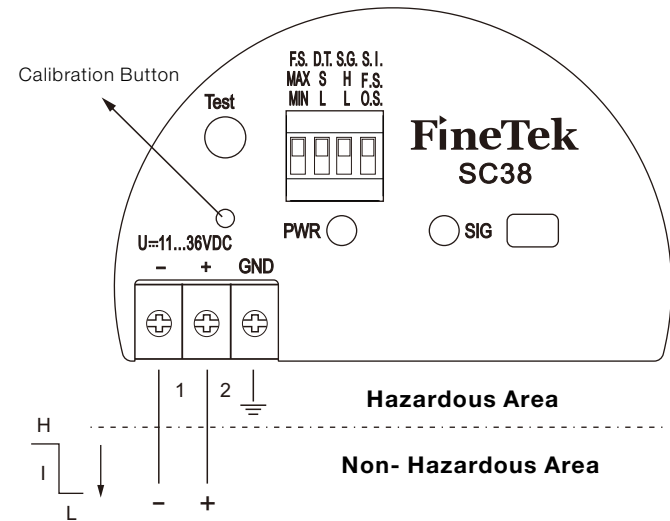 F.S. D.T. S.G. S.I.
MAX S H F.S.
MIN L L O.S.
Calibration Button
Test
FineTek
SC38
PWR
SIG
U⎓11...36VDC
– + GND
1 2
Hazardous Area
H
I
L
Non- Hazardous Area
– +